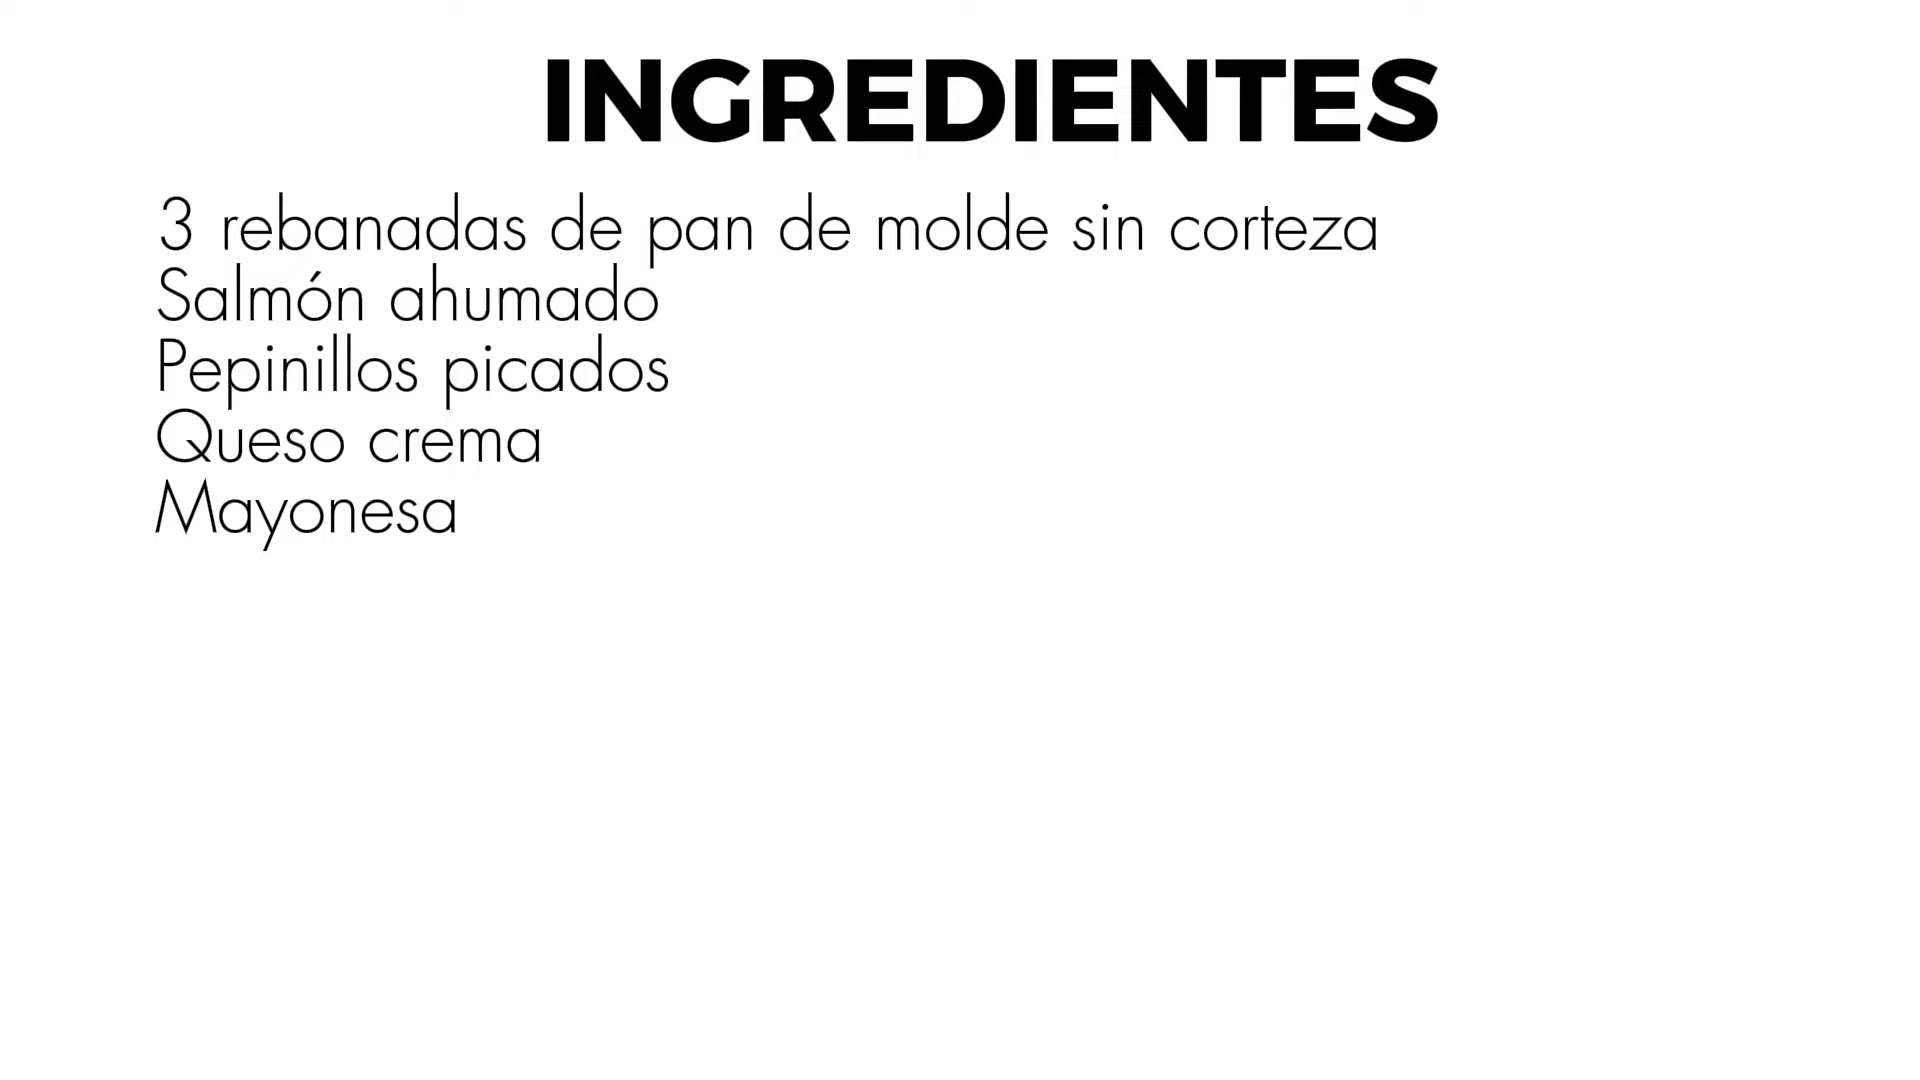 INGREDIENTES
3 rebanadas de pan de molde sin corteza
Salmón ahumado
Pepinillos picados
Queso crema
Mayonesa